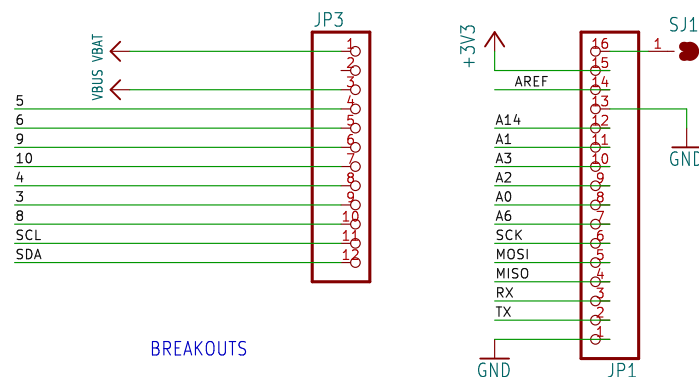 JP3
VBAT
1
2
VBUS
3
5
4
6
5
9
6
10
7
4
8
3
9
8
10
SCL
11
SDA
12
BREAKOUTS
SJ1
+3V3
16
1
15
AREF
14
13
A14
12
GND
A1
11
A3
10
A2
9
A0
8
A6
7
SCK
6
MOSI
5
MISO
4
RX
3
TX
2
1
GND
JP1